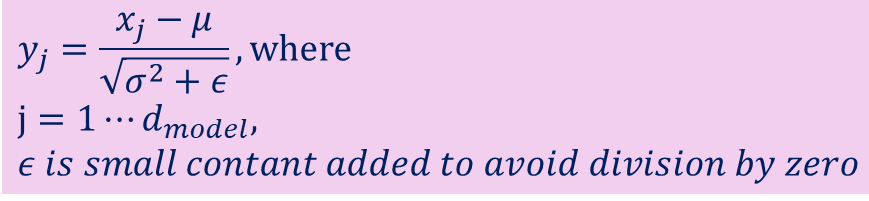 y_j = (x_j − μ) / √(σ² + ϵ), where
j = 1 ⋯ d_model,
ϵ is small contant added to avoid division by zero